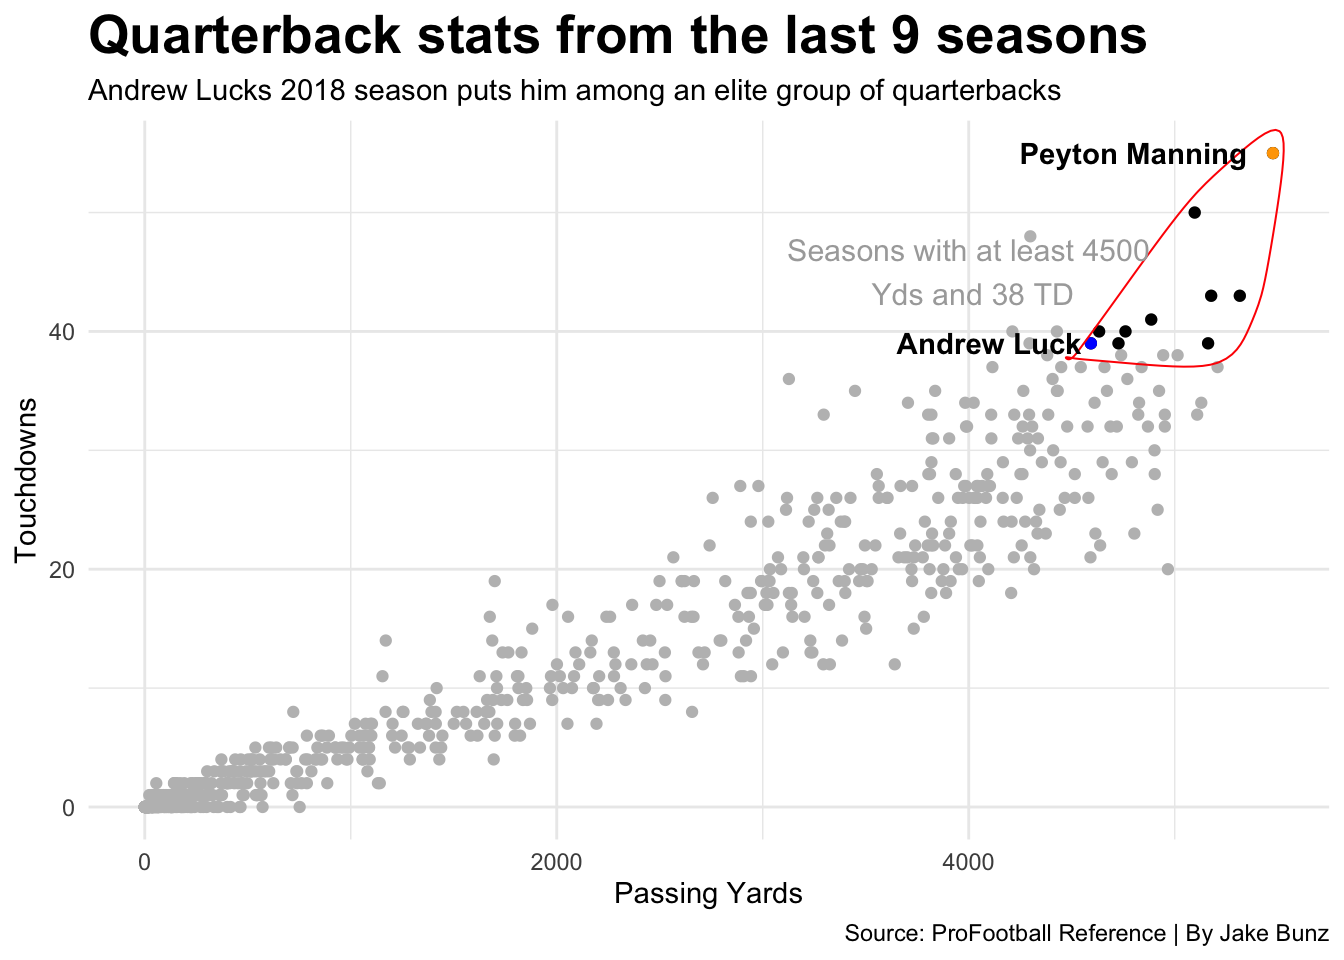 Quarterback stats from the last 9 seasons
Andrew Lucks 2018 season puts him among an elite group of quarterbacks
Peyton Manning
Seasons with at least 4500
Yds and 38 TD
Andrew Luck
40
20
0
Touchdowns
0
2000
4000
Passing Yards
Source: ProFootball Reference | By Jake Bunz